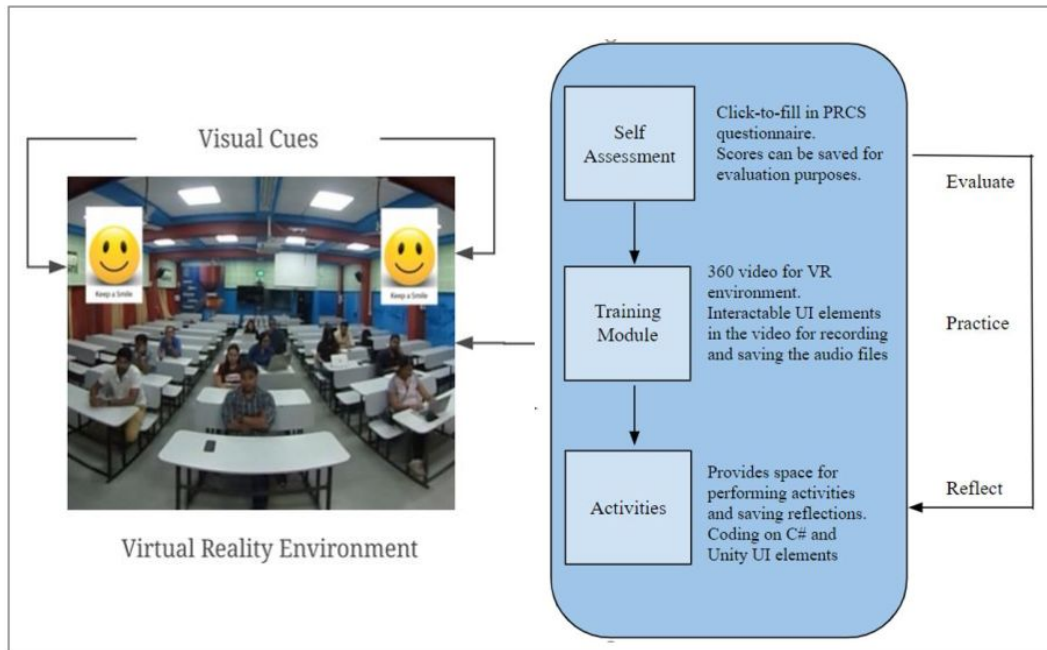 Visual Cues
Keep a Smile
Keep a Smile
Virtual Reality Environment
Self
Assessment
Click-to-fill in PRCS
questionnaire.
Scores can be saved for
evaluation purposes.
Training
Module
360 video for VR
environment.
Interactable UI elements
in the video for recording
and saving the audio files
Activities
Provides space for
performing activities
and saving reflections.
Coding on C# and
Unity UI elements
Evaluate
Practice
Reflect